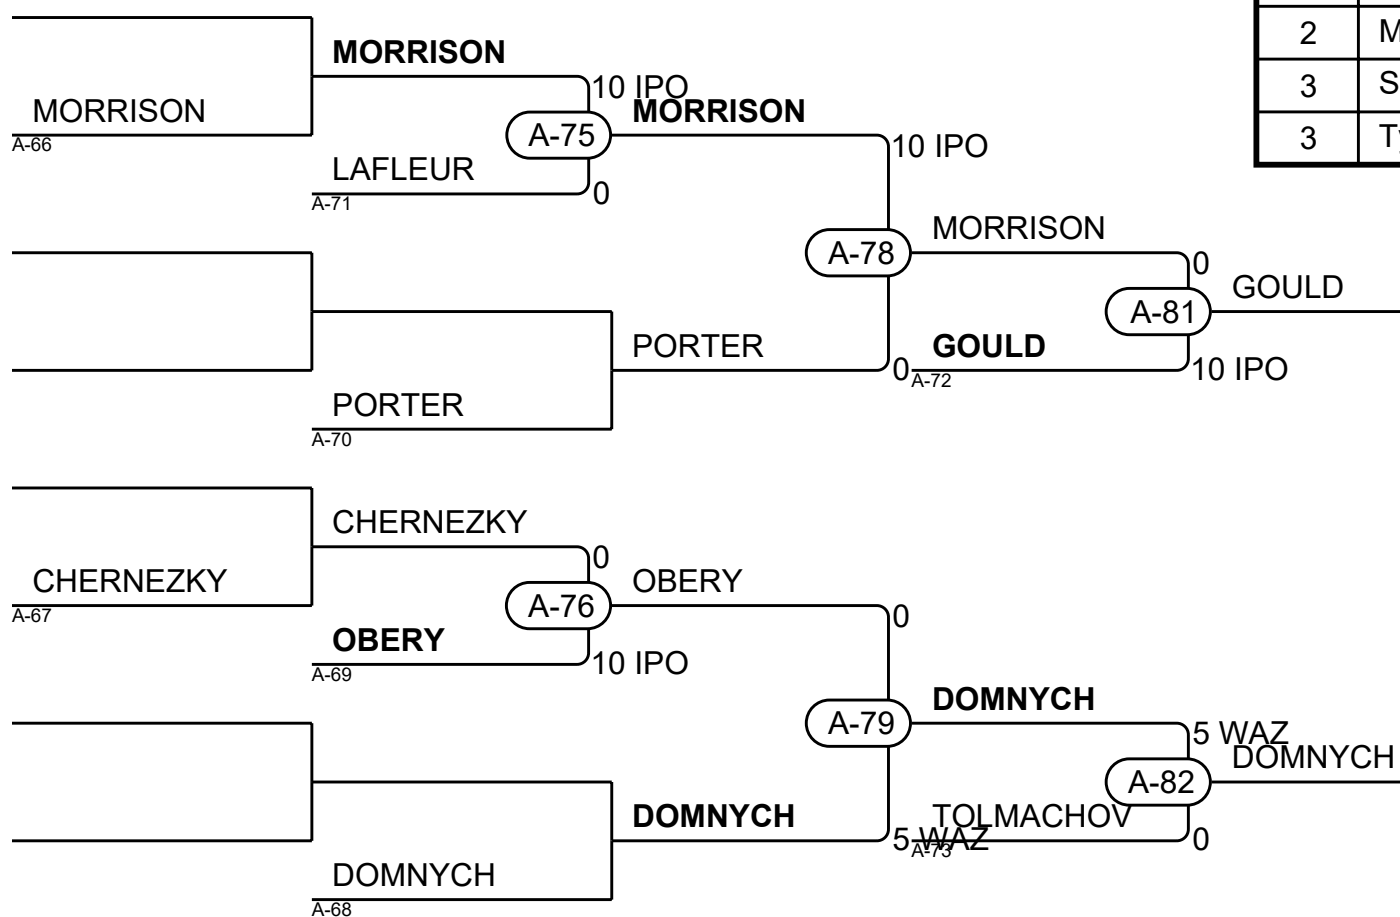 2 M
3 S
MORRISON
10 IPO
MORRISON
MORRISON
A-66
A-75
LAFLEUR
A-71
0
3 Ty
10 IPO
MORRISON
A-78
0
GOULD
A-81
PORTER
0
GOULD
A-72
10 IPO
PORTER
A-70
CHERNEZKY
0
CHERNEZKY
A-67
A-76
OBERY
OBERY
A-69
10 IPO
0
DOMNYCH
A-79
5 WAZ
DOMNYCH
A-82
DOMNYCH
5 WAZ
TOLMACHOV
A-73
0
DOMNYCH
A-68